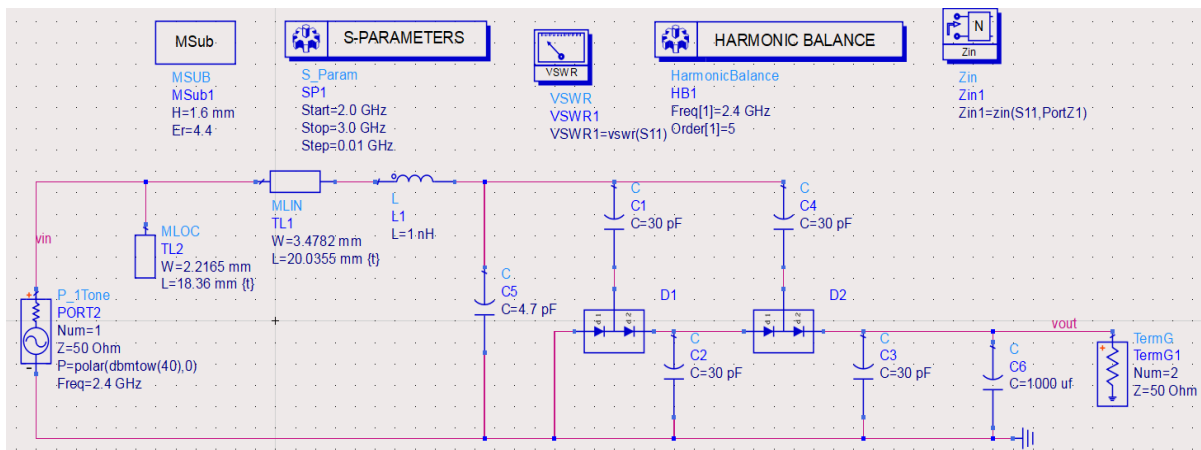 MSub
MSUB
MSub1
H=1.6 mm
Er=4.4
S-PARAMETERS
S_Param
SP1
Start=2.0 GHz
Stop=3.0 GHz
Step=0.01 GHz
VSWR
VSWR
VSWR1
VSWR1=vswr(S11)
HARMONIC BALANCE
HarmonicBalance
HB1
Freq[1]=2.4 GHz
Order[1]=5
N
Zin
Zin
Zin1
Zin1=zin(S11,PortZ1)
vin
MLOC
TL2
W=2.2165 mm
L=18.36 mm {t}
P_1Tone
PORT2
Num=1
Z=50 Ohm
P=polar(dbmtow(40),0)
Freq=2.4 GHz
MLIN
TL1
W=3.4782 mm
L=20.0355 mm {t}
L
L1
L=1 nH
C
C5
C=4.7 pF
C
C1
C=30 pF
C
C4
C=30 pF
D1
D2
C
C2
C=30 pF
C
C3
C=30 pF
vout
C
C6
C=1000 uf
TermG
TermG1
Num=2
Z=50 Ohm